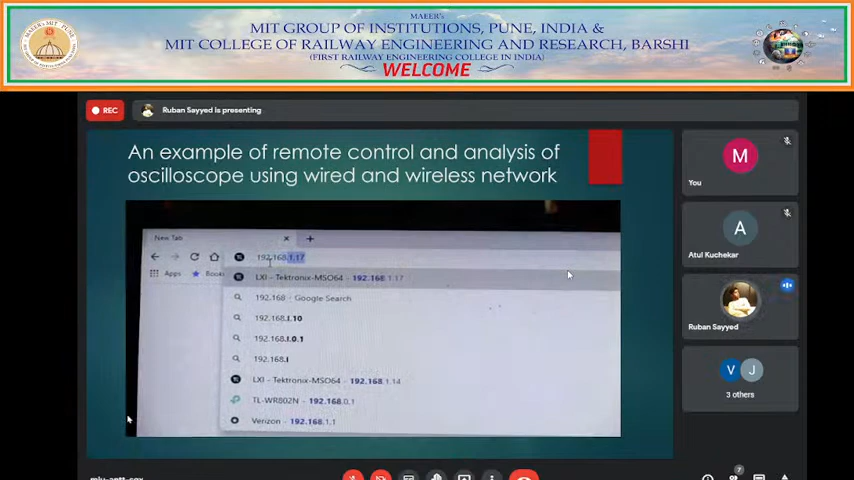 MAEER's
MIT GROUP OF INSTITUTIONS, PUNE, INDIA &
MIT COLLEGE OF RAILWAY ENGINEERING AND RESEARCH, BARSHI
(FIRST RAILWAY ENGINEERING COLLEGE IN INDIA)
WELCOME
REC
Ruban Sayyed is presenting
An example of remote control and analysis of
oscilloscope using wired and wireless network
New Tab
192.168.1.17
Apps
LXI - Tektronix-MSO64 - 192.168.1.17
192.168 - Google Search
192.168.l.10
192.168.l.0.1
192.168.l
LXI - Tektronix-MSO64 - 192.168.1.14
TL-WR802N - 192.168.0.1
Verizon - 192.168.1.1
M
You
A
Atul Kuchekar
Ruban Sayyed
V J
3 others
7